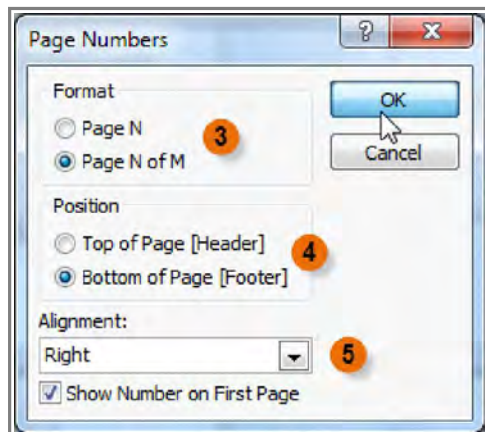 Page Numbers
?
X
Format
Page N
3
Page N of M
OK
Cancel
Position
Top of Page [Header]
4
Bottom of Page [Footer]
Alignment:
Right
5
Show Number on First Page